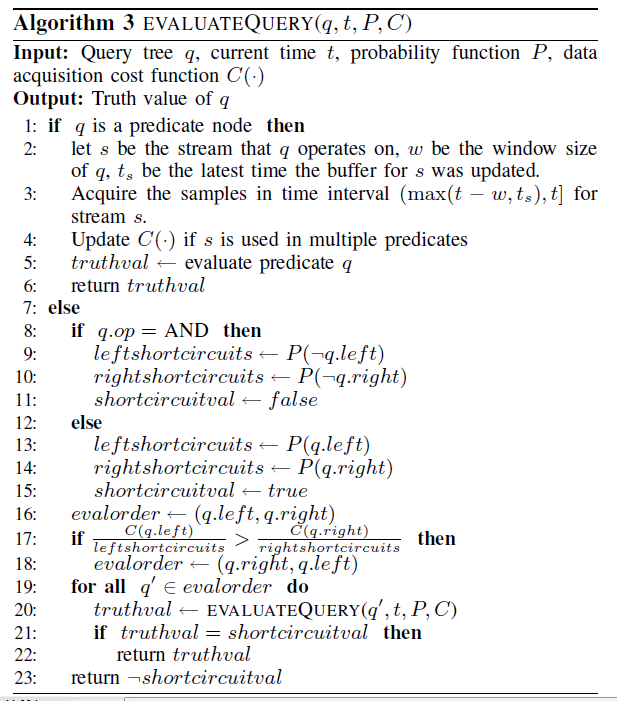 Algorithm 3 EVALUATEQUERY(q, t, P, C)
Input: Query tree q, current time t, probability function P, data
acquisition cost function C(·)
Output: Truth value of q
1: if q is a predicate node then
2: let s be the stream that q operates on, w be the window size
of q, tₛ be the latest time the buffer for s was updated.
3: Acquire the samples in time interval (max(t − w, tₛ), t] for
stream s.
4: Update C(·) if s is used in multiple predicates
5: truthval ← evaluate predicate q
6: return truthval
7: else
8: if q.op = AND then
9: leftshortcircuits ← P(¬q.left)
10: rightshortcircuits ← P(¬q.right)
11: shortcircuitval ← false
12: else
13: leftshortcircuits ← P(q.left)
14: rightshortcircuits ← P(q.right)
15: shortcircuitval ← true
16: evalorder ← (q.left, q.right)
17: if C(q.left)/leftshortcircuits > C(q.right)/rightshortcircuits then
18: evalorder ← (q.right, q.left)
19: for all q′ ∈ evalorder do
20: truthval ← EVALUATEQUERY(q′, t, P, C)
21: if truthval = shortcircuitval then
22: return truthval
23: return ¬shortcircuitval